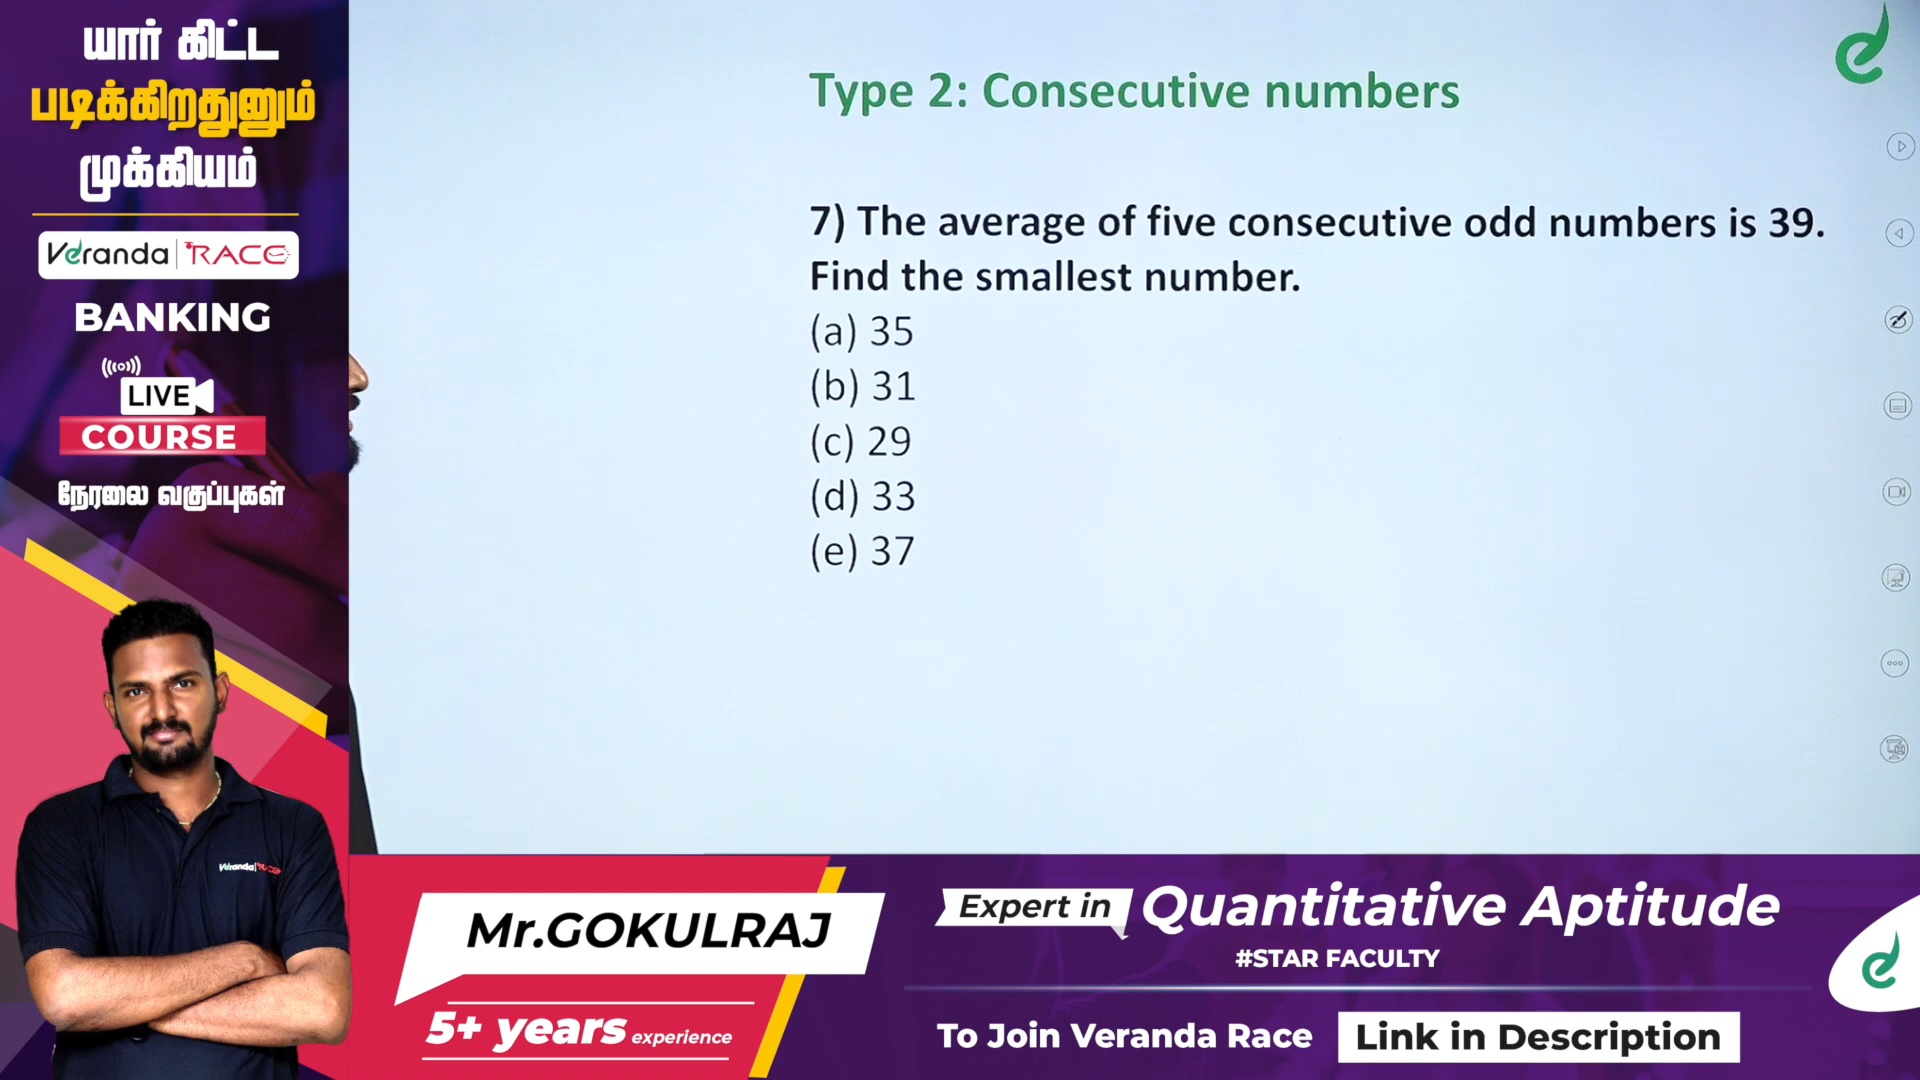 யார் கிட்ட
படிக்கிறதுனும்
முக்கியம்
Veranda RACE
BANKING
LIVE
COURSE
நேரலை வகுப்புகள்
Type 2: Consecutive numbers
7) The average of five consecutive odd numbers is 39.
Find the smallest number.
(a) 35
(b) 31
(c) 29
(d) 33
(e) 37
Veranda RACE
Mr.GOKULRAJ
5+ years experience
Expert in Quantitative Aptitude
#STAR FACULTY
To Join Veranda Race Link in Description